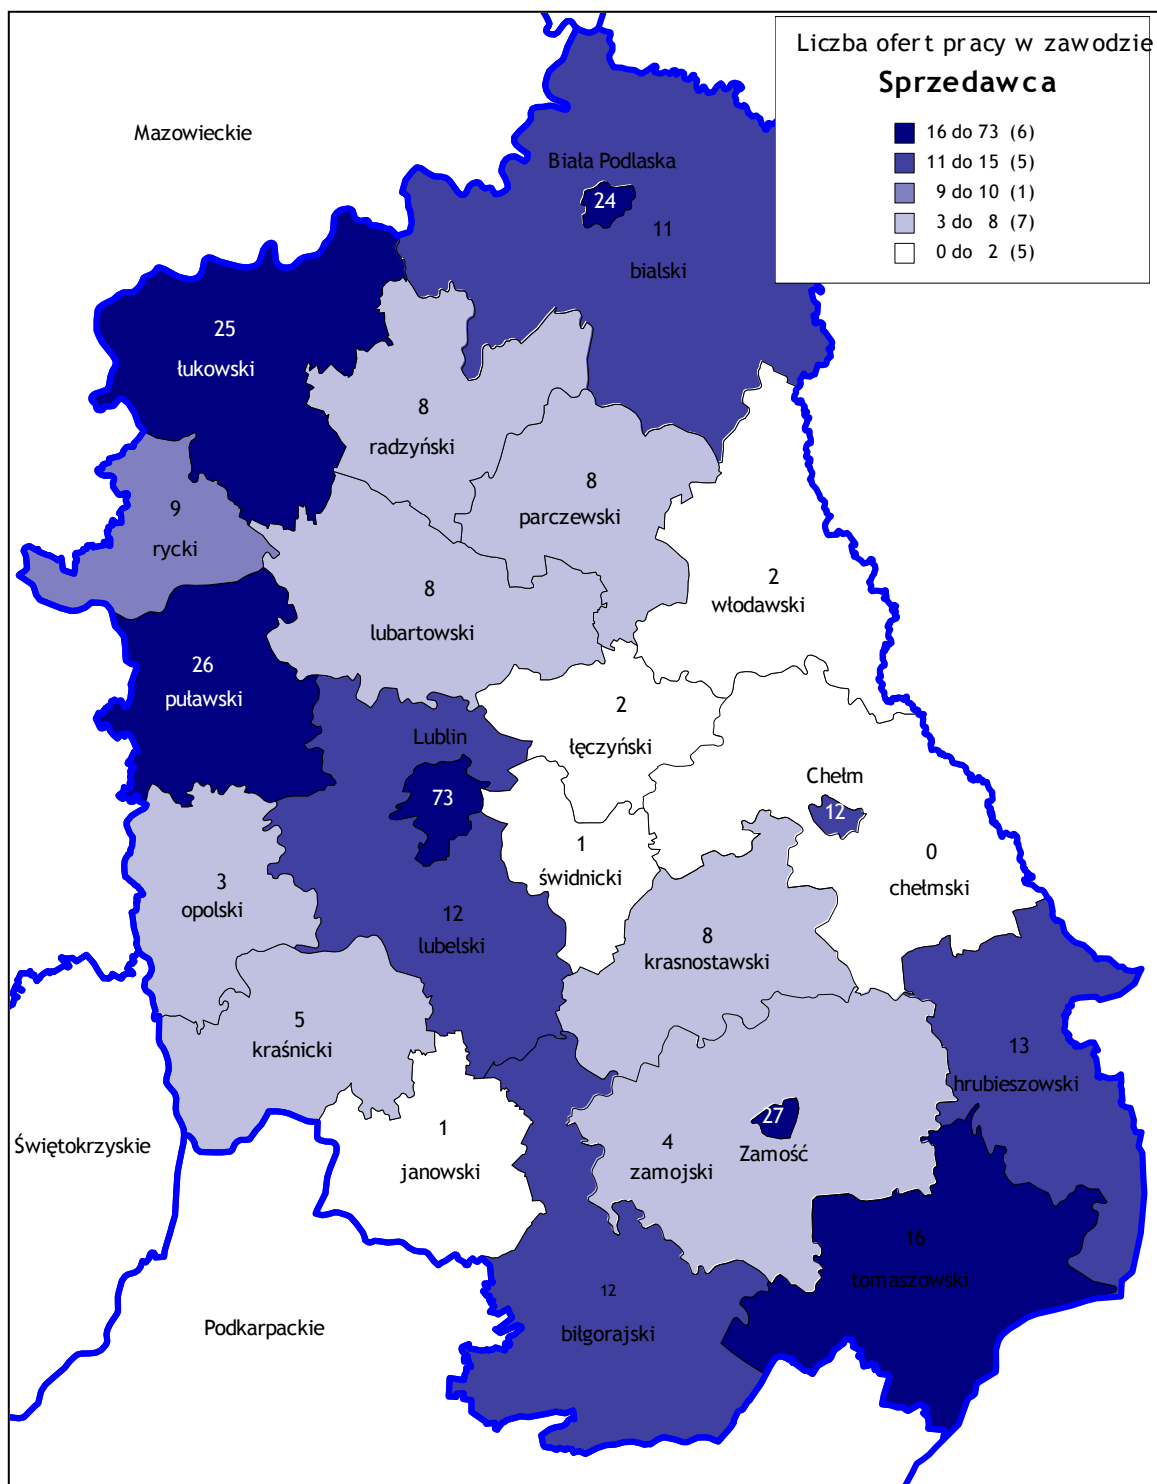 Liczba ofert pracy w zawodzie
Sprzedawca
16 do 73 (6)
11 do 15 (5)
9 do 10 (1)
3 do 8 (7)
0 do 2 (5)
Mazowieckie
Biała Podlaska
24
11
bialski
25
łukowski
8
radzyński
8
parczewski
9
rycki
2
włodawski
8
lubartowski
26
puławski
2
łęczyński
Lublin
73
Chełm
12
1
świdnicki
0
chełmski
3
opolski
12
lubelski
8
krasnostawski
5
kraśnicki
13
hrubieszowski
27
Zamość
4
zamojski
1
janowski
Świętokrzyskie
16
tomaszowski
12
biłgorajski
Podkarpackie